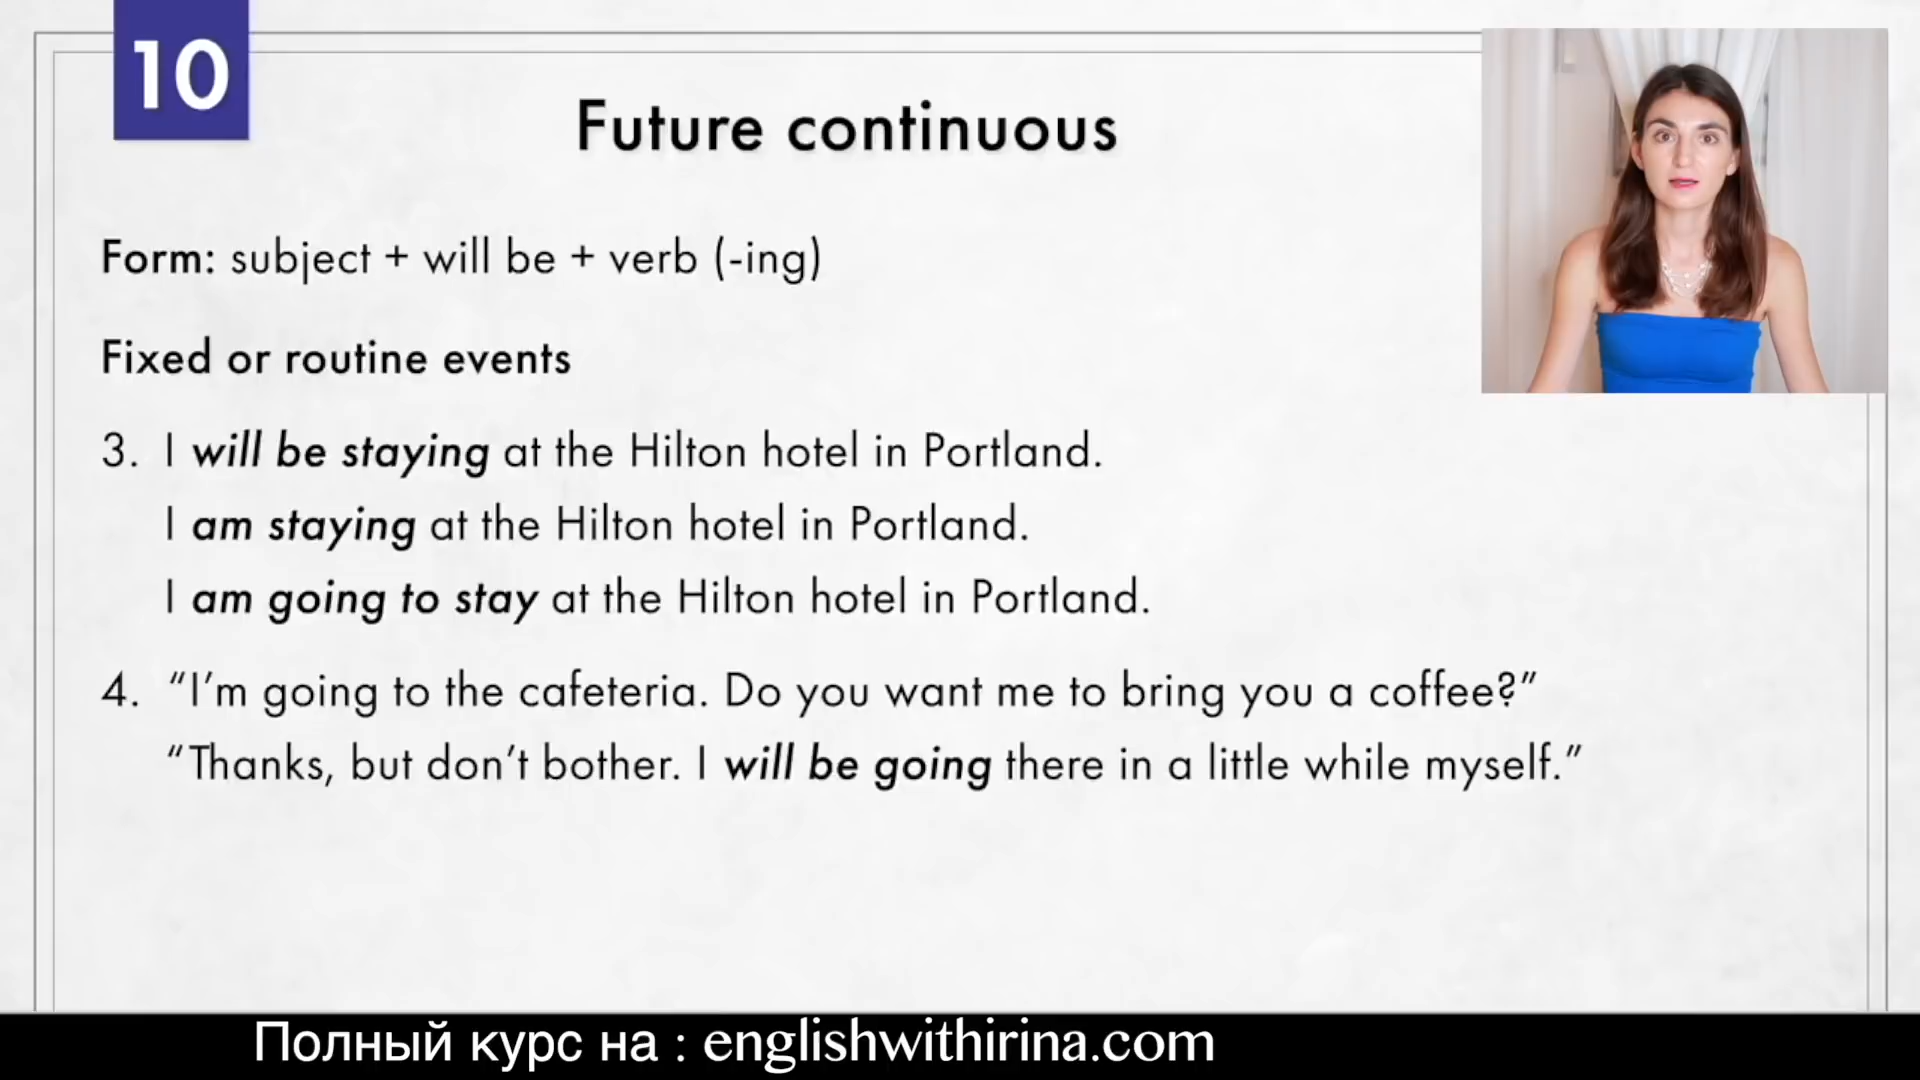 10
Future continuous
Form: subject + will be + verb (-ing)
Fixed or routine events
3. I will be staying at the Hilton hotel in Portland.
I am staying at the Hilton hotel in Portland.
I am going to stay at the Hilton hotel in Portland.
4. “I’m going to the cafeteria. Do you want me to bring you a coffee?”
“Thanks, but don’t bother. I will be going there in a little while myself.”
Полный курс на : englishwithirina.com